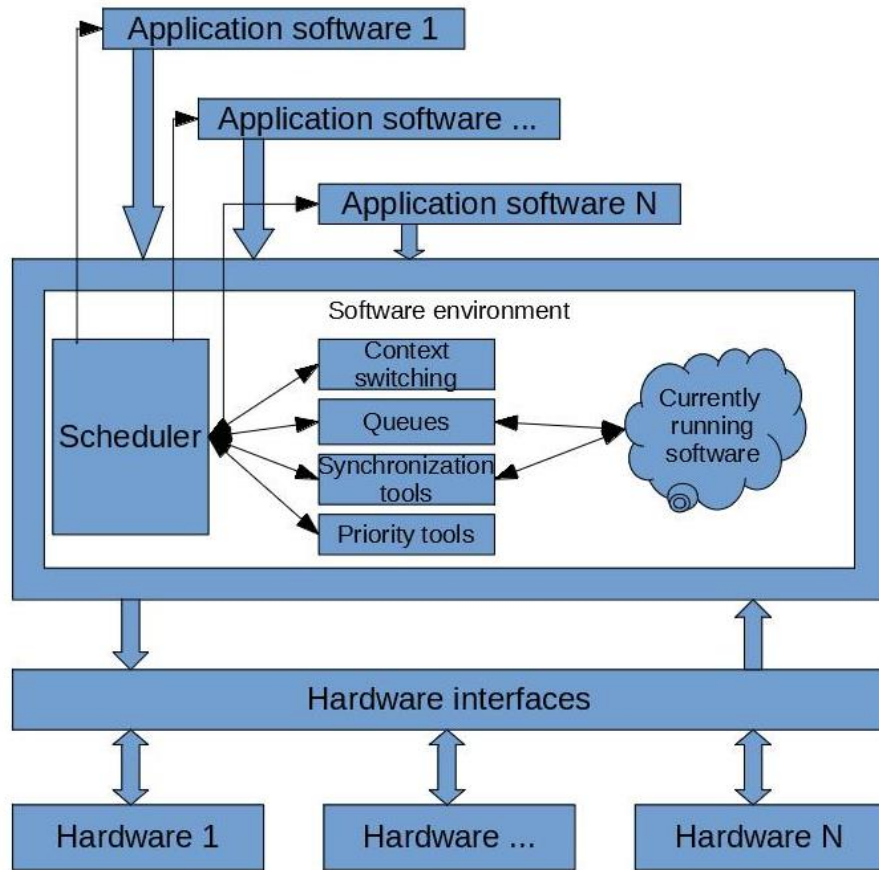 Application software 1
Application software ...
Application software N
Software environment
Scheduler
Context
switching
Queues
Synchronization
tools
Priority tools
Currently
running
software
Hardware interfaces
Hardware 1
Hardware ...
Hardware N